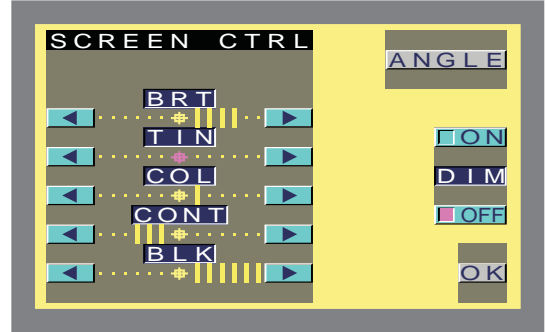 SCREEN CTRL
ANGLE
BRT
TIN
ON
COL
DIM
CONT
OFF
BLK
OK